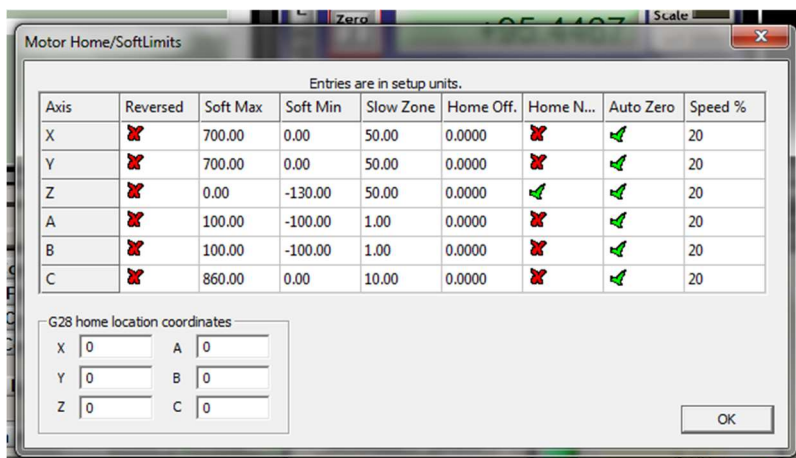 Zero
+95.4407
Scale
Motor Home/SoftLimits
Entries are in setup units.
Axis Reversed Soft Max Soft Min Slow Zone Home Off. Home N... Auto Zero Speed %
X 700.00 0.00 50.00 0.0000 20
Y 700.00 0.00 50.00 0.0000 20
Z 0.00 -130.00 50.00 0.0000 20
A 100.00 -100.00 1.00 0.0000 20
B 100.00 -100.00 1.00 0.0000 20
C 860.00 0.00 10.00 0.0000 20
G28 home location coordinates
X 0 A 0
Y 0 B 0
Z 0 C 0
OK